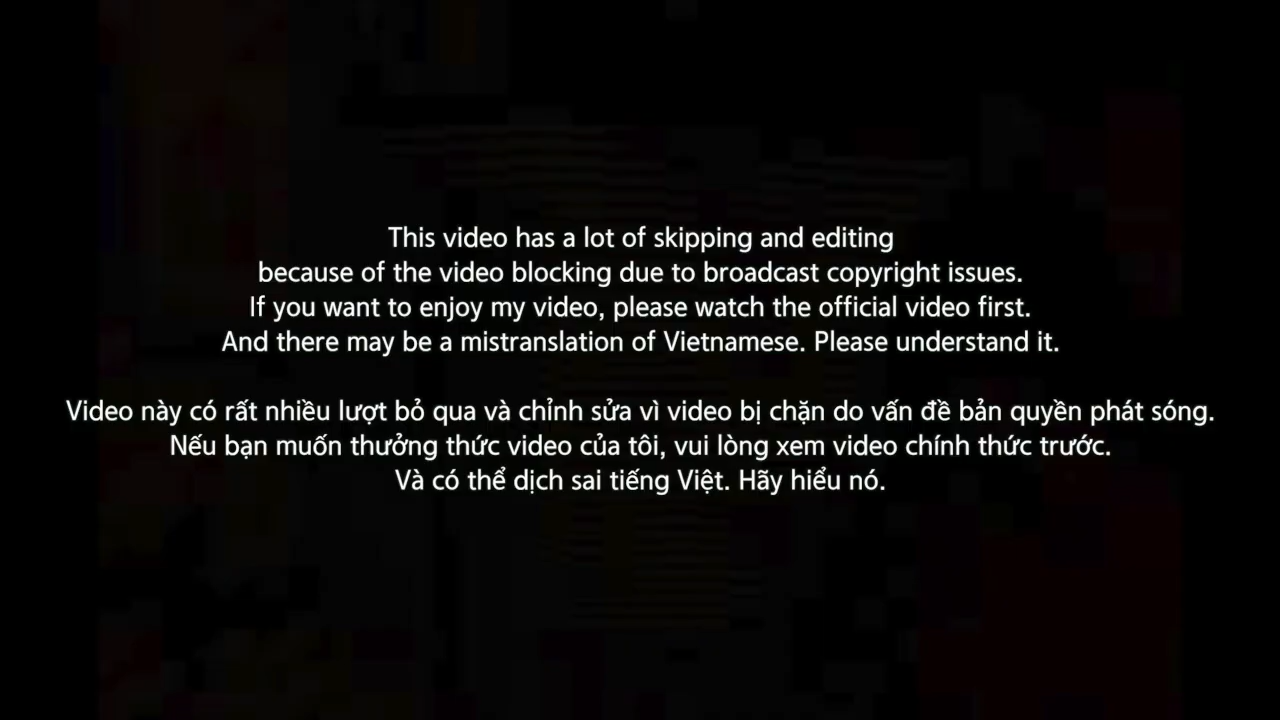 This video has a lot of skipping and editing
because of the video blocking due to broadcast copyright issues.
If you want to enjoy my video, please watch the official video first.
And there may be a mistranslation of Vietnamese. Please understand it.
Video này có rất nhiều lượt bỏ qua và chỉnh sửa vì video bị chặn do vấn đề bản quyền phát sóng.
Nếu bạn muốn thưởng thức video của tôi, vui lòng xem video chính thức trước.
Và có thể dịch sai tiếng Việt. Hãy hiểu nó.